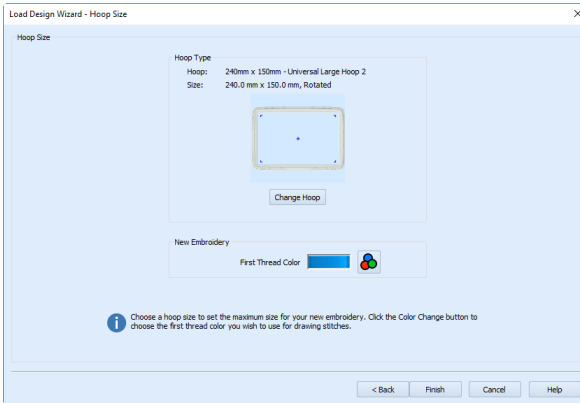 Load Design Wizard - Hoop Size
Hoop Size
Hoop Type
Hoop: 240mm x 150mm - Universal Large Hoop 2
Size: 240.0 mm x 150.0 mm, Rotated
Change Hoop
New Embroidery
First Thread Color
Choose a hoop size to set the maximum size for your new embroidery. Click the Color Change button to
choose the first thread color you wish to use for drawing stitches.
< Back Finish Cancel Help